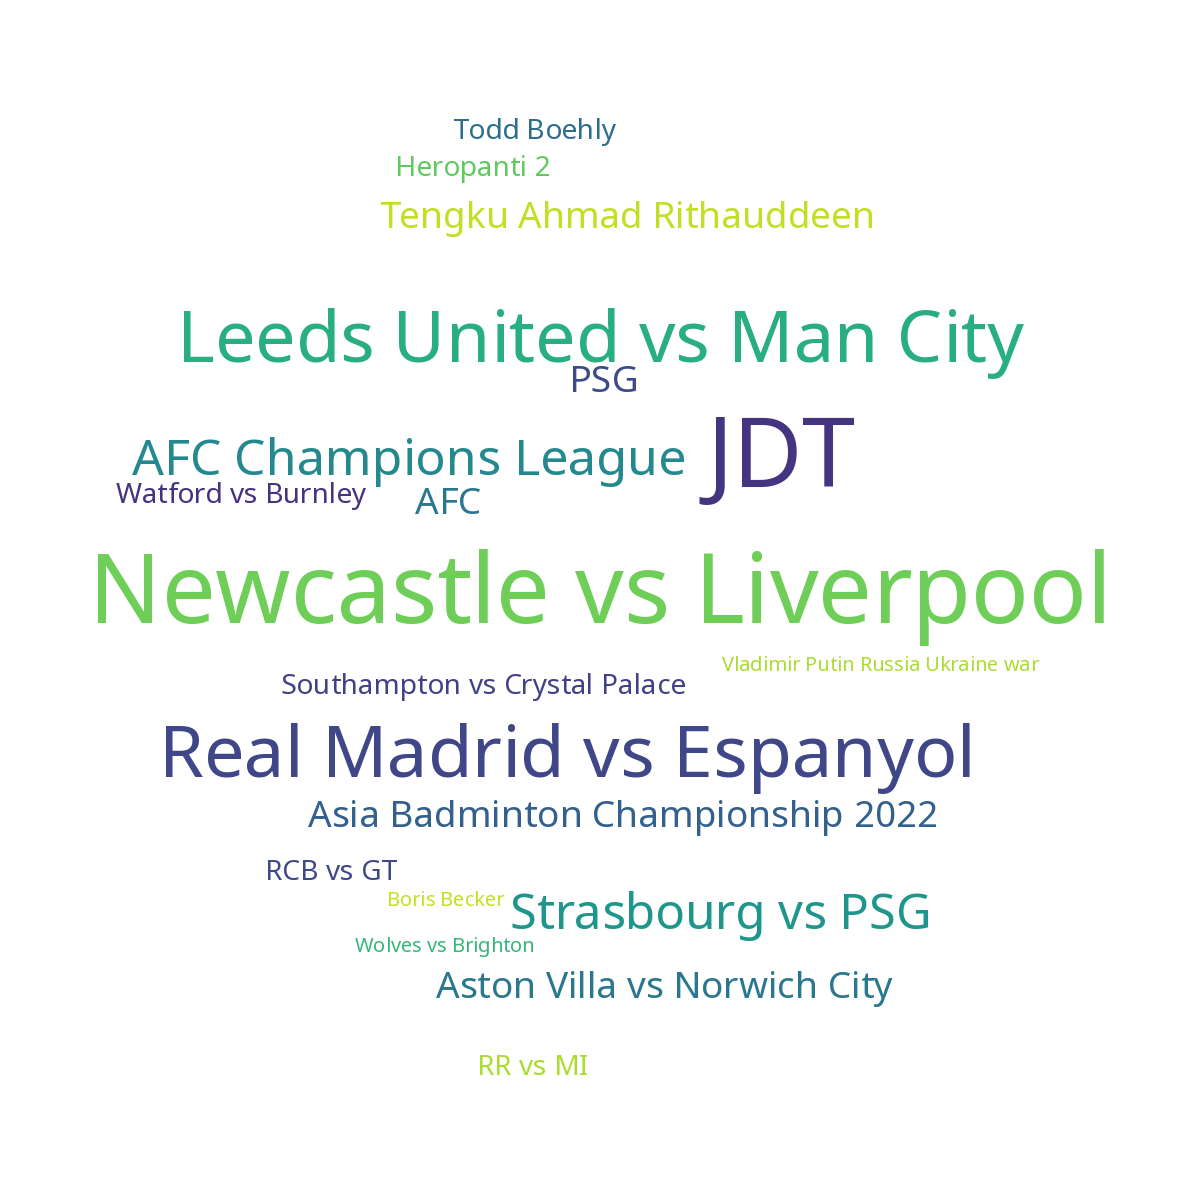 Todd Boehly
Heropanti 2
Tengku Ahmad Rithauddeen
Leeds United vs Man City
PSG
AFC Champions League
JDT
Watford vs Burnley
AFC
Newcastle vs Liverpool
Vladimir Putin Russia Ukraine war
Southampton vs Crystal Palace
Real Madrid vs Espanyol
Asia Badminton Championship 2022
RCB vs GT
Boris Becker
Strasbourg vs PSG
Wolves vs Brighton
Aston Villa vs Norwich City
RR vs MI